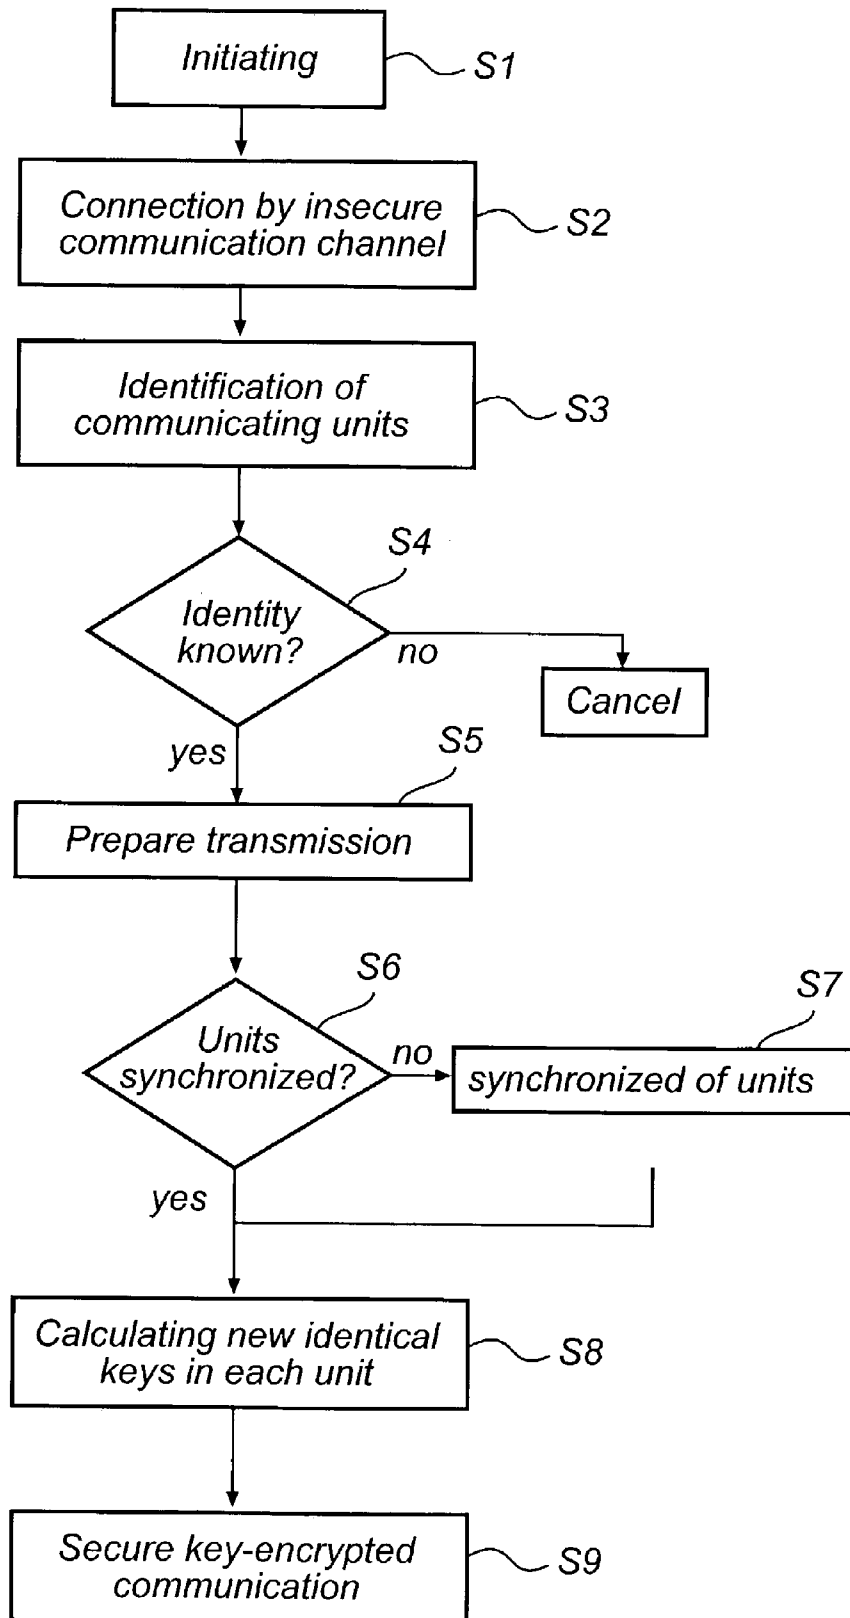 Initiating
S1
Connection by insecure
communication channel
S2
Identification of
communicating units
S3
S4
Identity
known?
no
Cancel
yes
S5
Prepare transmission
S6
S7
Units
synchronized?
no
synchronized of units
yes
Calculating new identical
keys in each unit
S8
Secure key-encrypted
communication
S9